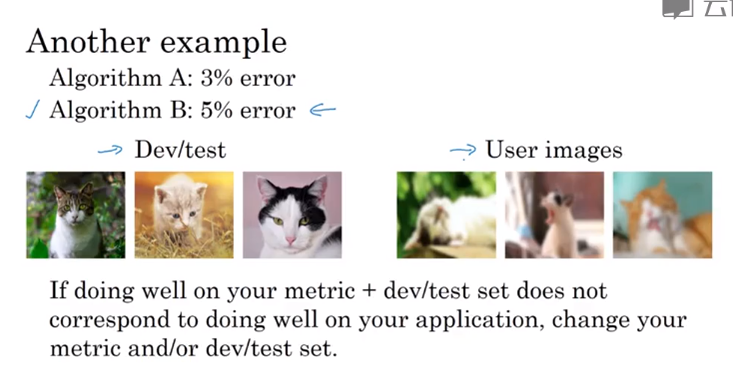 Another example
Algorithm A: 3% error
Algorithm B: 5% error
Dev/test
User images
If doing well on your metric + dev/test set does not
correspond to doing well on your application, change your
metric and/or dev/test set.